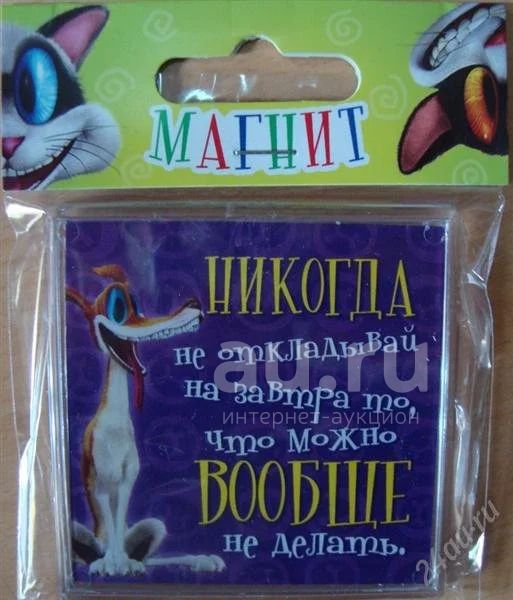 МАГНИТ
НИКОГДА
не откладывай
au.ru
на завтра то,
интернет-аукцион
что можно
ВООБЩЕ
не делать.
24au.ru